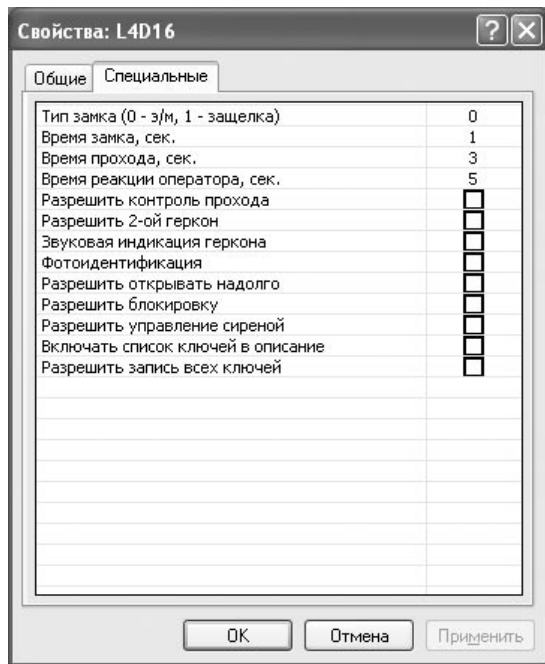 Свойства: L4D16
Общие Специальные
Тип замка (0 - э/м, 1 - защелка) 0
Время замка, сек. 1
Время прохода, сек. 3
Время реакции оператора, сек. 5
Разрешить контроль прохода
Разрешить 2-ой геркон
Звуковая индикация геркона
Фотоидентификация
Разрешить открывать надолго
Разрешить блокировку
Разрешить управление сиреной
Включать список ключей в описание
Разрешить запись всех ключей
OK Отмена Применить